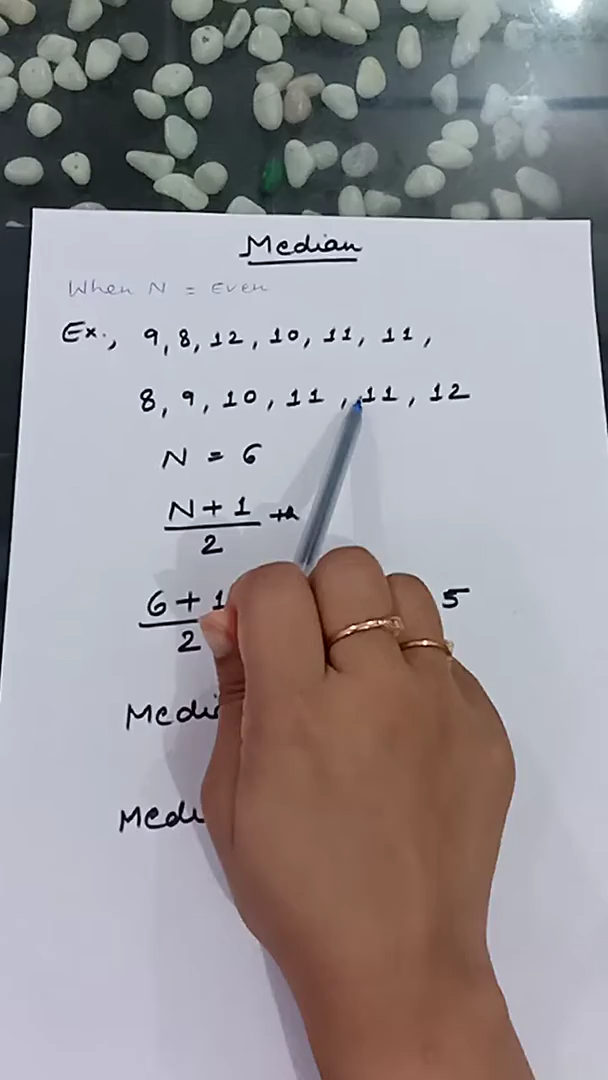 Median
When N = Even
Ex., 9, 8, 12, 10, 11, 11,
8, 9, 10, 11, 11, 12
N = 6
N + 1 th
2
6 + 1 5
2